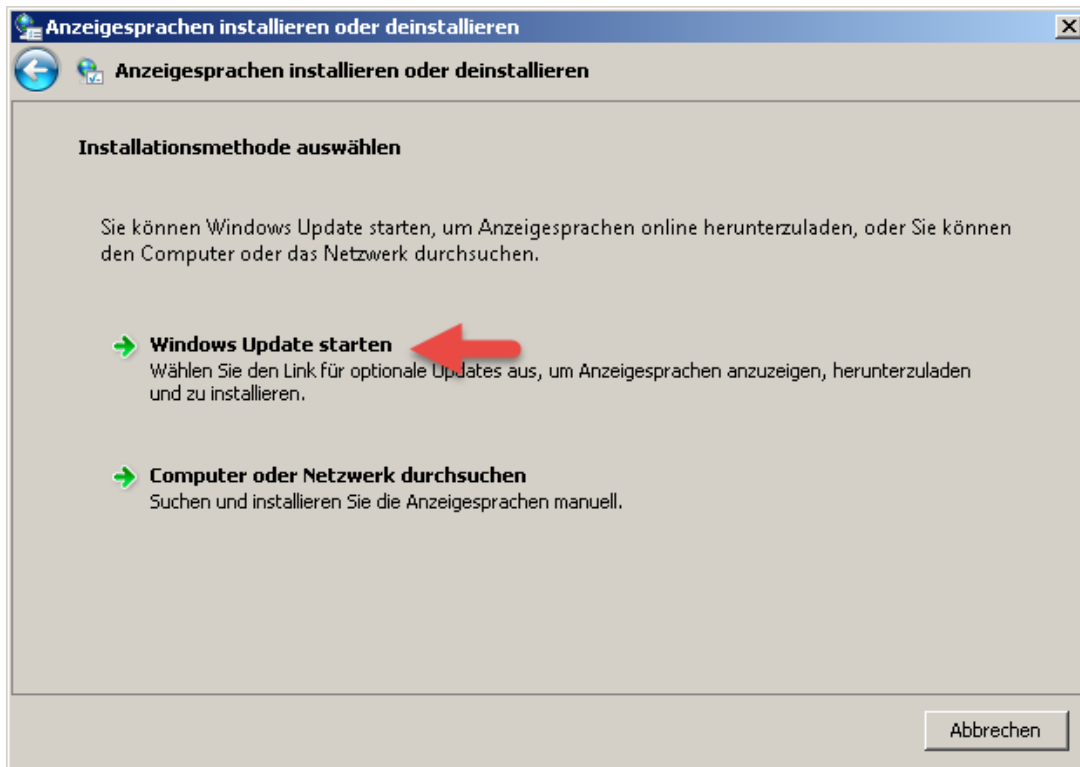 Anzeigesprachen installieren oder deinstallieren
Anzeigesprachen installieren oder deinstallieren
Installationsmethode auswählen
Sie können Windows Update starten, um Anzeigesprachen online herunterzuladen, oder Sie können
den Computer oder das Netzwerk durchsuchen.
Windows Update starten
Wählen Sie den Link für optionale Updates aus, um Anzeigesprachen anzuzeigen, herunterzuladen
und zu installieren.
Computer oder Netzwerk durchsuchen
Suchen und installieren Sie die Anzeigesprachen manuell.
Abbrechen